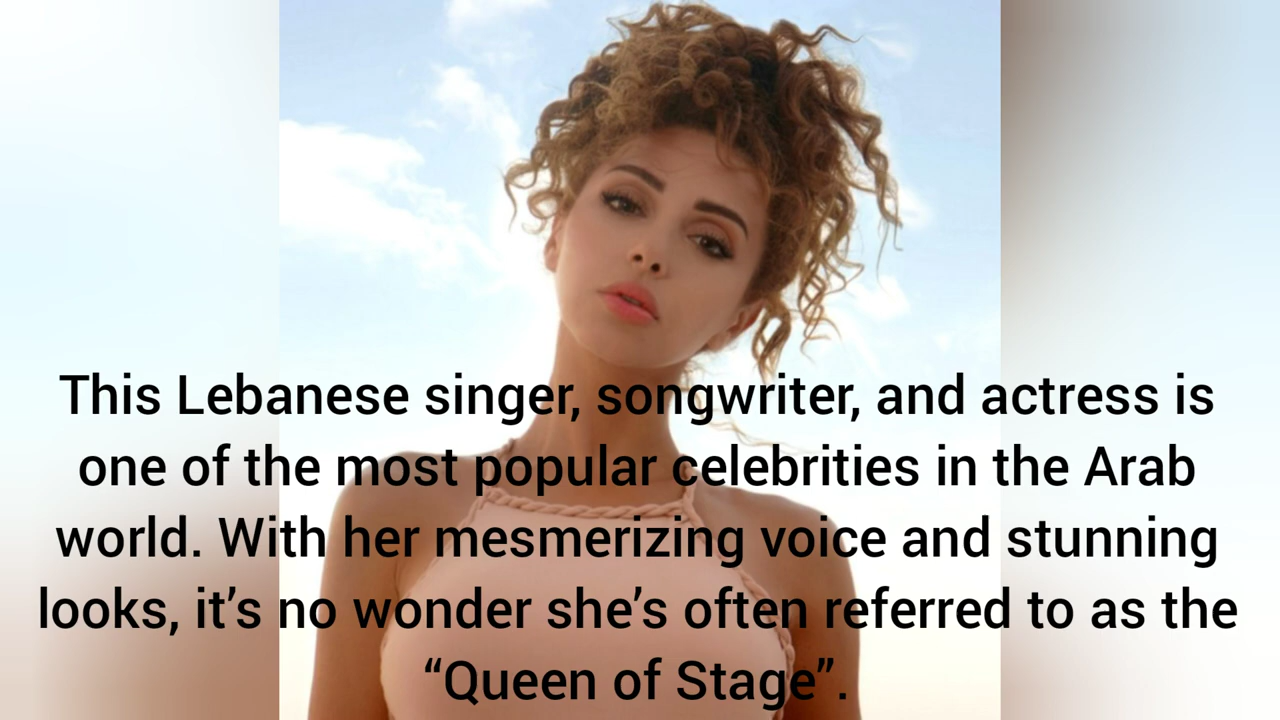 This Lebanese singer, songwriter, and actress is
one of the most popular celebrities in the Arab
world. With her mesmerizing voice and stunning
looks, it’s no wonder she’s often referred to as the
“Queen of Stage”.